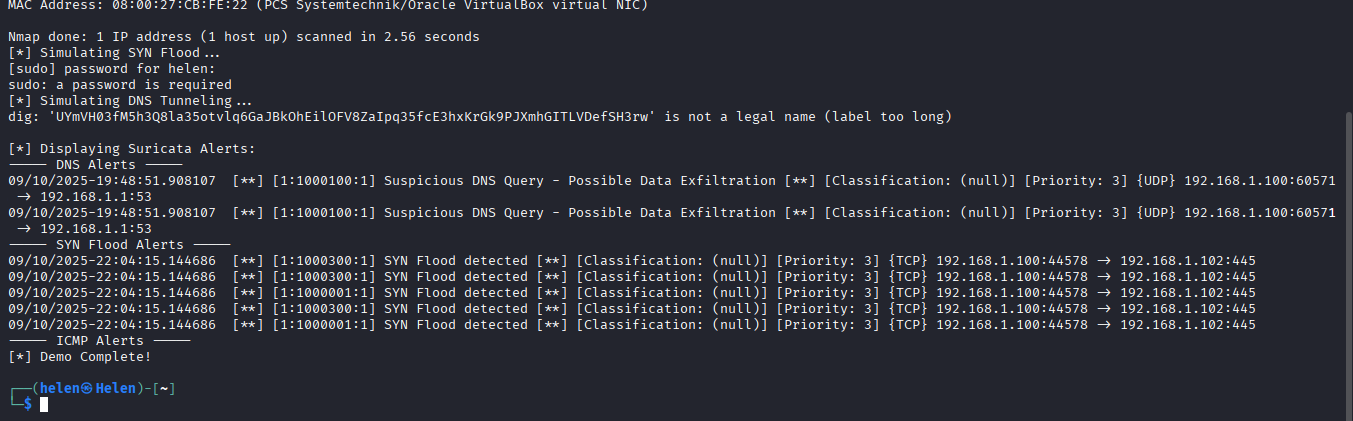 MAC Address: 08:00:27:CB:FE:22 (PCS Systemtechnik/Oracle VirtualBox virtual NIC)
Nmap done: 1 IP address (1 host up) scanned in 2.56 seconds
[*] Simulating SYN Flood...
[sudo] password for helen:
sudo: a password is required
[*] Simulating DNS Tunneling...
dig: 'UYmVH03fM5h3Q8la35otvlq6GaJBkOhEilOFV8ZaIpq35fcE3hxKrGk9PJXmhGITLVDefSH3rw' is not a legal name (label too long)
[*] Displaying Suricata Alerts:
----- DNS Alerts -----
09/10/2025-19:48:51.908107  [**] [1:1000100:1] Suspicious DNS Query - Possible Data Exfiltration [**] [Classification: (null)] [Priority: 3] {UDP} 192.168.1.100:60571
-> 192.168.1.1:53
09/10/2025-19:48:51.908107  [**] [1:1000100:1] Suspicious DNS Query - Possible Data Exfiltration [**] [Classification: (null)] [Priority: 3] {UDP} 192.168.1.100:60571
-> 192.168.1.1:53
----- SYN Flood Alerts -----
09/10/2025-22:04:15.144686  [**] [1:1000300:1] SYN Flood detected [**] [Classification: (null)] [Priority: 3] {TCP} 192.168.1.100:44578 -> 192.168.1.102:445
09/10/2025-22:04:15.144686  [**] [1:1000300:1] SYN Flood detected [**] [Classification: (null)] [Priority: 3] {TCP} 192.168.1.100:44578 -> 192.168.1.102:445
09/10/2025-22:04:15.144686  [**] [1:1000001:1] SYN Flood detected [**] [Classification: (null)] [Priority: 3] {TCP} 192.168.1.100:44578 -> 192.168.1.102:445
09/10/2025-22:04:15.144686  [**] [1:1000300:1] SYN Flood detected [**] [Classification: (null)] [Priority: 3] {TCP} 192.168.1.100:44578 -> 192.168.1.102:445
09/10/2025-22:04:15.144686  [**] [1:1000001:1] SYN Flood detected [**] [Classification: (null)] [Priority: 3] {TCP} 192.168.1.100:44578 -> 192.168.1.102:445
----- ICMP Alerts -----
[*] Demo Complete!
┌──(helen㉿Helen)-[~]
└─$